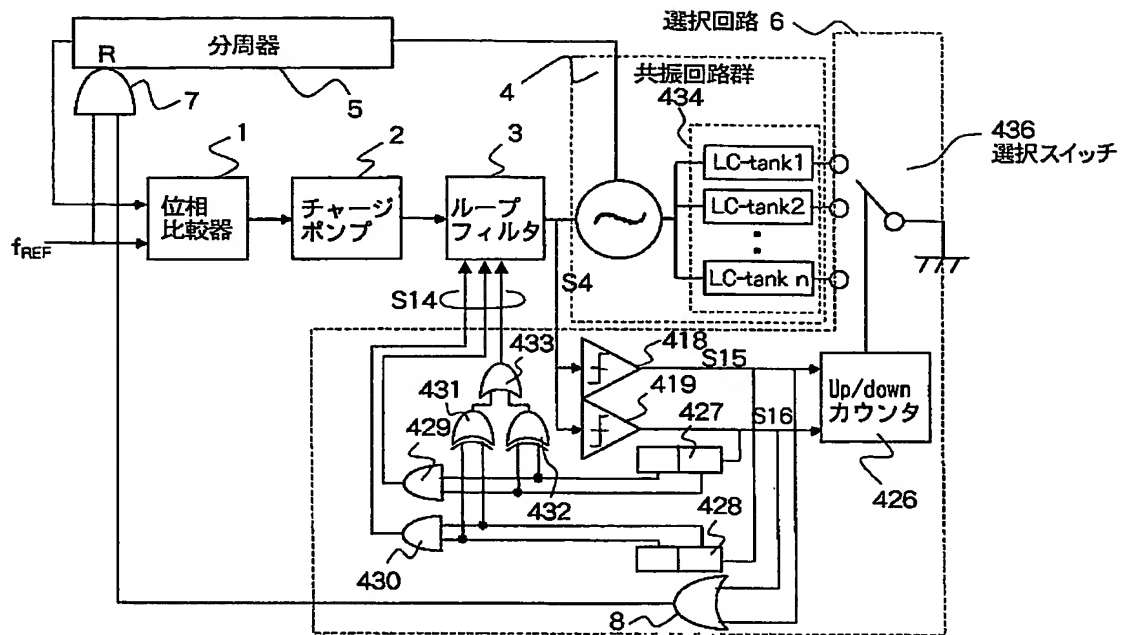 選択回路 6
分周器
R
7
5
4
共振回路群
434
436
選択スイッチ
LC-tank1
LC-tank2
LC-tank n
1
2
3
位相
比較器
チャージ
ポンプ
ループ
フィルタ
fREF
S14
S4
433
431
429
432
430
418
S15
419
S16
427
428
Up/down
カウンタ
426
8